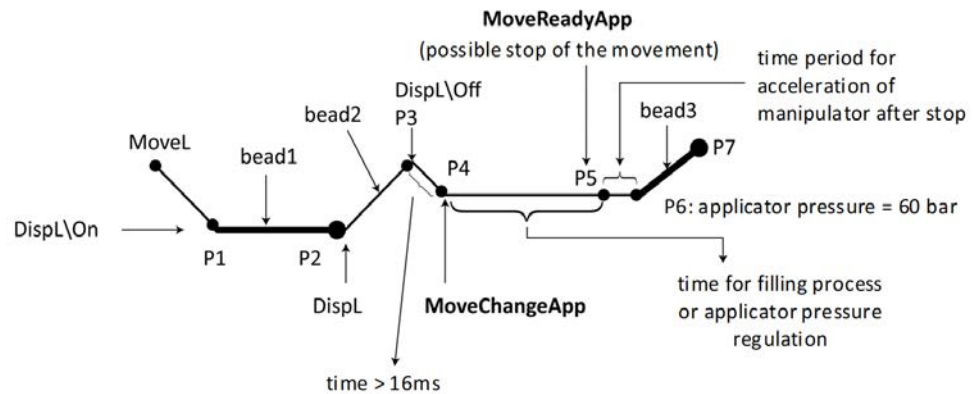 MoveReadyApp
(possible stop of the movement)
time period for
acceleration of
manipulator after stop
DispL\Off
bead2
P3
bead3
MoveL
bead1
P4
P5
P7
DispL\On
P6: applicator pressure = 60 bar
P1
P2
DispL
MoveChangeApp
time for filling process
or applicator pressure
regulation
time > 16ms